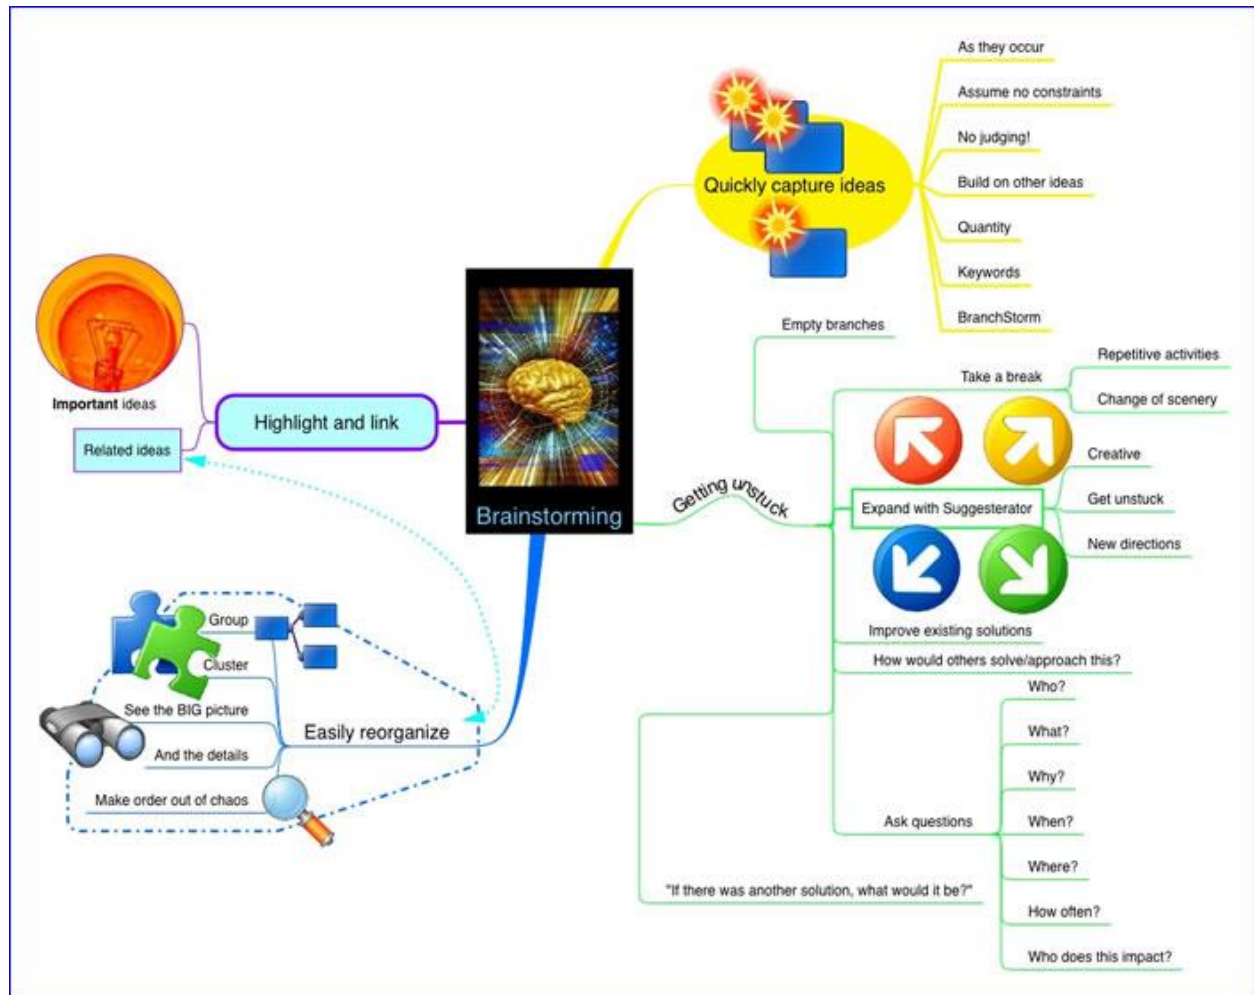 As they occur
Assume no constraints
No judging!
Quickly capture ideas
Build on other ideas
Quantity
Keywords
BranchStorm
Empty branches
Take a break
Repetitive activities
Change of scenery
Important ideas
Highlight and link
Related ideas
Brainstorming
Getting unstuck
Expand with Suggesterator
Creative
Get unstuck
New directions
Improve existing solutions
How would others solve/approach this?
Group
Cluster
See the BIG picture
And the details
Make order out of chaos
Easily reorganize
Ask questions
Who?
What?
Why?
When?
Where?
How often?
Who does this impact?
"If there was another solution, what would it be?"